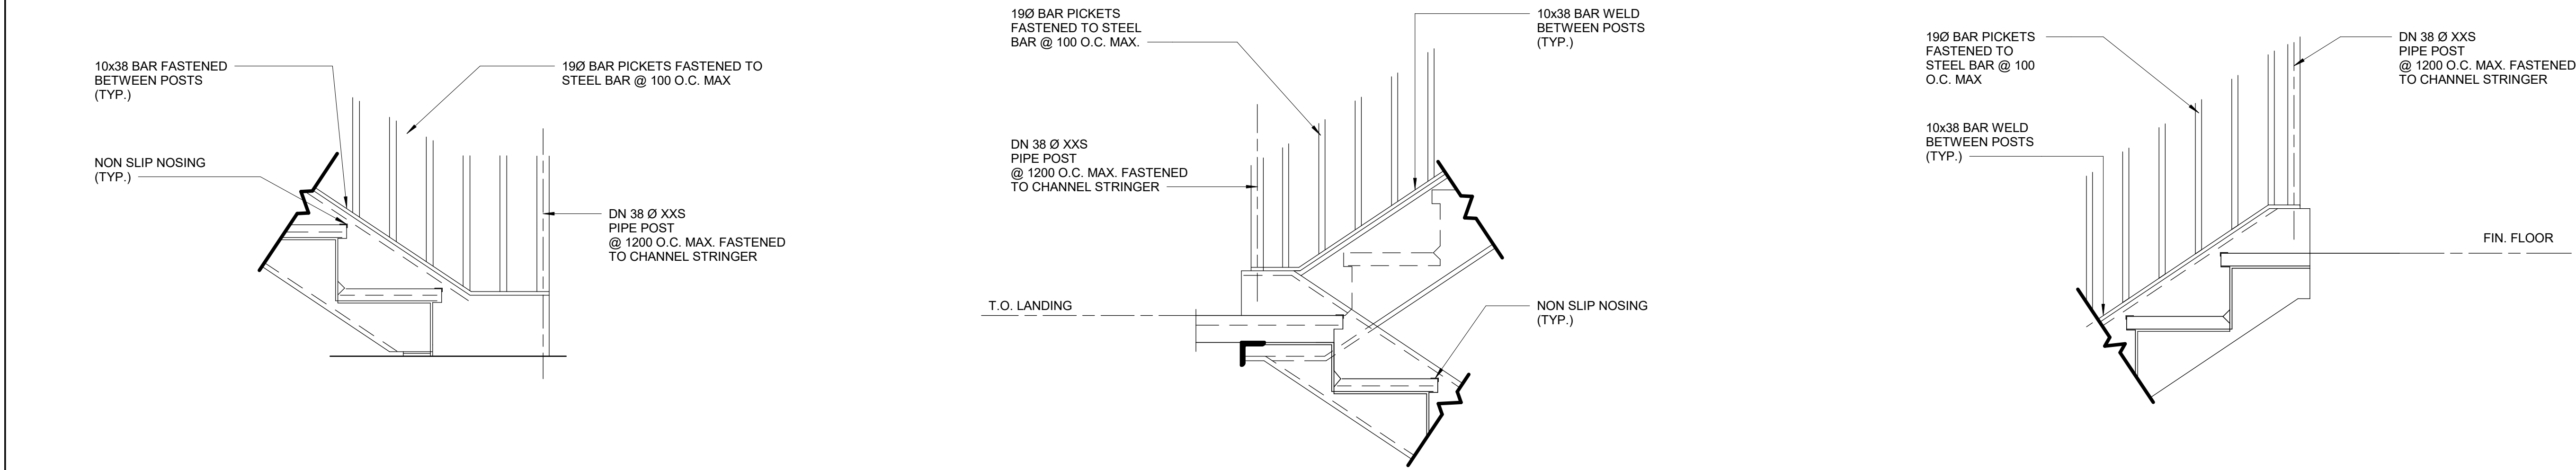 10x38 BAR FASTENED
BETWEEN POSTS
(TYP.)
19Ø BAR PICKETS FASTENED TO
STEEL BAR @ 100 O.C. MAX
NON SLIP NOSING
(TYP.)
DN 38 Ø XXS
PIPE POST
@ 1200 O.C. MAX. FASTENED
TO CHANNEL STRINGER
19Ø BAR PICKETS
FASTENED TO STEEL
BAR @ 100 O.C. MAX.
10x38 BAR WELD
BETWEEN POSTS
(TYP.)
DN 38 Ø XXS
PIPE POST
@ 1200 O.C. MAX. FASTENED
TO CHANNEL STRINGER
T.O. LANDING
NON SLIP NOSING
(TYP.)
19Ø BAR PICKETS
FASTENED TO
STEEL BAR @ 100
O.C. MAX
DN 38 Ø XXS
PIPE POST
@ 1200 O.C. MAX. FASTENED
TO CHANNEL STRINGER
10x38 BAR WELD
BETWEEN POSTS
(TYP.)
FIN. FLOOR